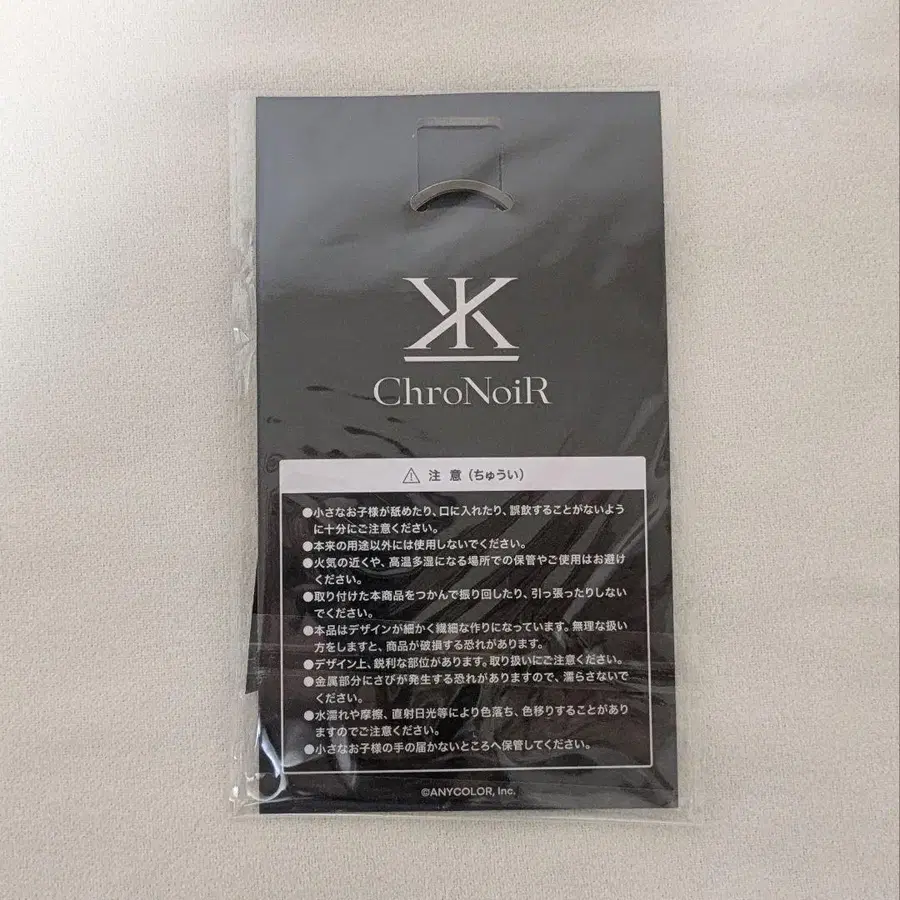 ChroNoiR
⚠ 注 意 (ちゅうい)
●小さなお子様が舐めたり、口に入れたり、誤飲することがないよう
に十分にご注意ください。
●本来の用途以外には使用しないでください。
●火気の近くや、高温多湿になる場所での保管やご使用はお避け
ください。
●取り付けた本商品をつかんで振り回したり、引っ張ったりしない
でください。
●本品はデザインが細かく繊細な作りになっています。無理な扱い
方をしますと、商品が破損する恐れがあります。
●デザイン上、鋭利な部位があります。取り扱いにご注意ください。
●金属部分にさびが発生する恐れがありますので、濡らさないで
ください。
●水濡れや摩擦、直射日光等により色落ち、色移りすることがあり
ますのでご注意ください。
●小さなお子様の手の届かないところへ保管してください。
©ANYCOLOR, Inc.